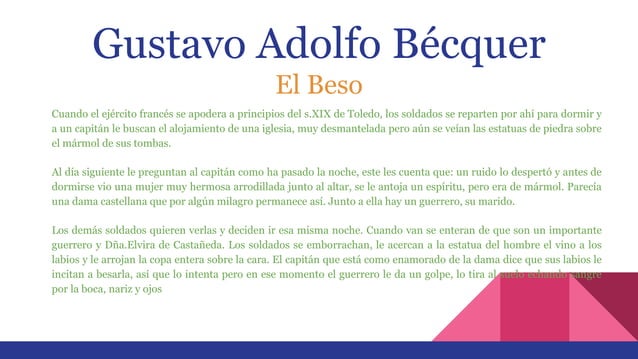 Gustavo Adolfo Bécquer
El Beso
Cuando el ejército francés se apodera a principios del s.XIX de Toledo, los soldados se reparten por ahí para dormir y
a un capitán le buscan el alojamiento de una iglesia, muy desmantelada pero aún se veían las estatuas de piedra sobre
el mármol de sus tombas.
Al día siguiente le preguntan al capitán como ha pasado la noche, este les cuenta que: un ruido lo despertó y antes de
dormirse vio una mujer muy hermosa arrodillada junto al altar, se le antoja un espíritu, pero era de mármol. Parecía
una dama castellana que por algún milagro permanece así. Junto a ella hay un guerrero, su marido.
Los demás soldados quieren verlas y deciden ir esa misma noche. Cuando van se enteran de que son un importante
guerrero y Dña.Elvira de Castañeda. Los soldados se emborrachan, le acercan a la estatua del hombre el vino a los
labios y le arrojan la copa entera sobre la cara. El capitán que está como enamorado de la dama dice que sus labios le
incitan a besarla, así que lo intenta pero en ese momento el guerrero le da un golpe, lo tira al suelo echando sangre
por la boca, nariz y ojos